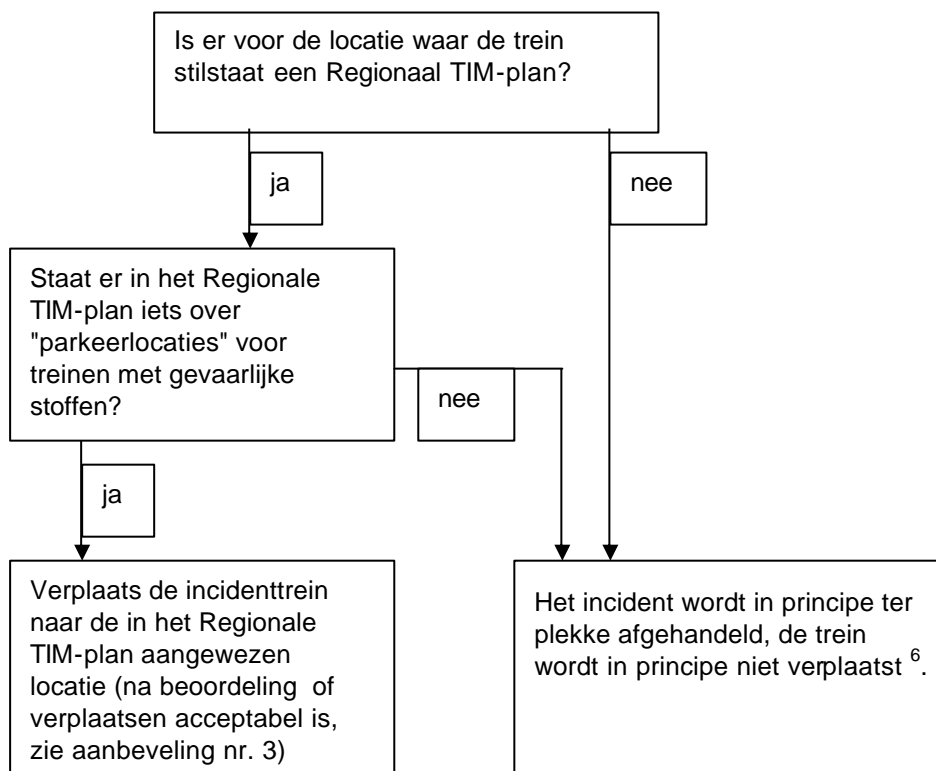 Is er voor de locatie waar de trein
stilstaat een Regionaal TIM-plan?
ja
nee
Staat er in het Regionale
TIM-plan iets over
"parkeerlocaties" voor
treinen met gevaarlijke
stoffen?
nee
ja
Verplaats de incidenttrein
naar de in het Regionale
TIM-plan aangewezen
locatie (na beoordeling of
verplaatsen acceptabel is,
zie aanbeveling nr. 3)
Het incident wordt in principe ter
plekke afgehandeld, de trein
wordt in principe niet verplaatst 6.